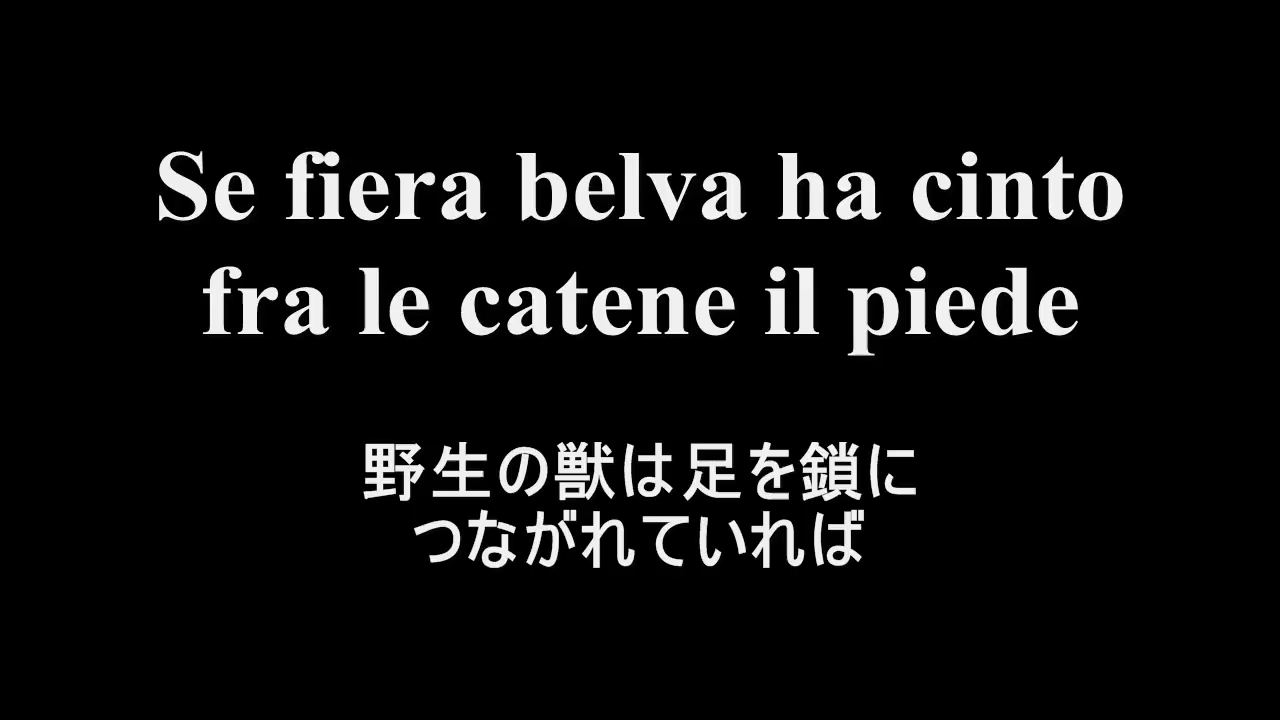 Se fiera belva ha cinto
fra le catene il piede
野生の獣は足を鎖に
つながれていれば